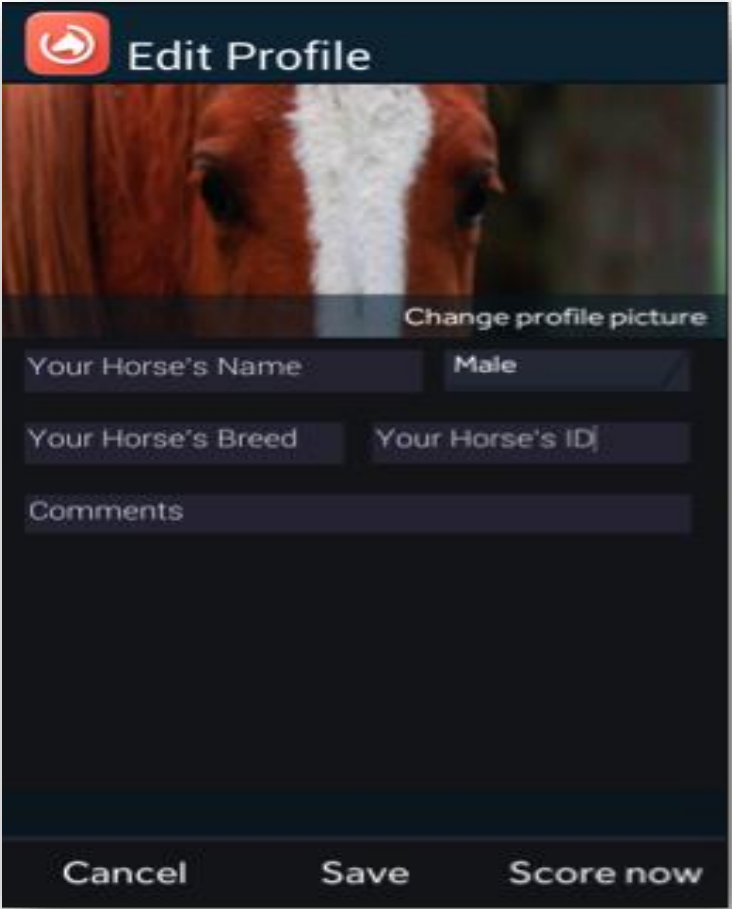 Edit Profile
Change profile picture
Your Horse's Name Male
Your Horse's Breed Your Horse's ID
Comments
Cancel Save Score now